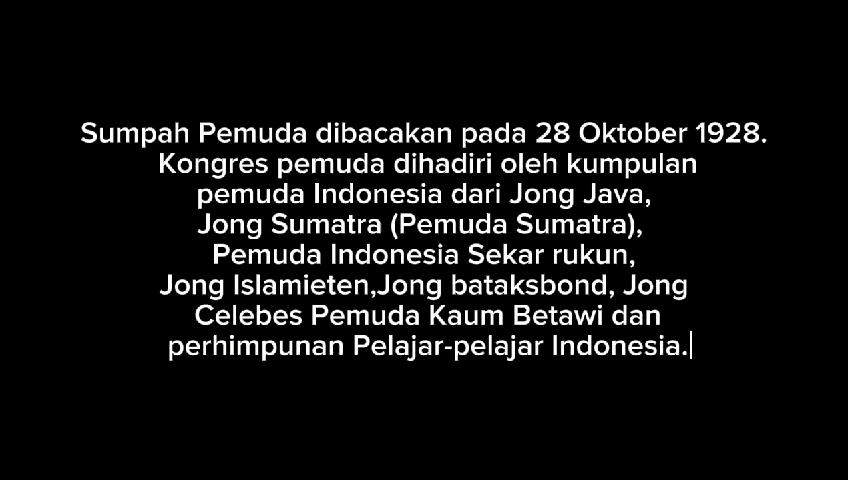 Sumpah Pemuda dibacakan pada 28 Oktober 1928.
Kongres pemuda dihadiri oleh kumpulan
pemuda Indonesia dari Jong Java,
Jong Sumatra (Pemuda Sumatra),
Pemuda Indonesia Sekar rukun,
Jong Islamieten,Jong bataksbond, Jong
Celebes Pemuda Kaum Betawi dan
perhimpunan Pelajar-pelajar Indonesia.